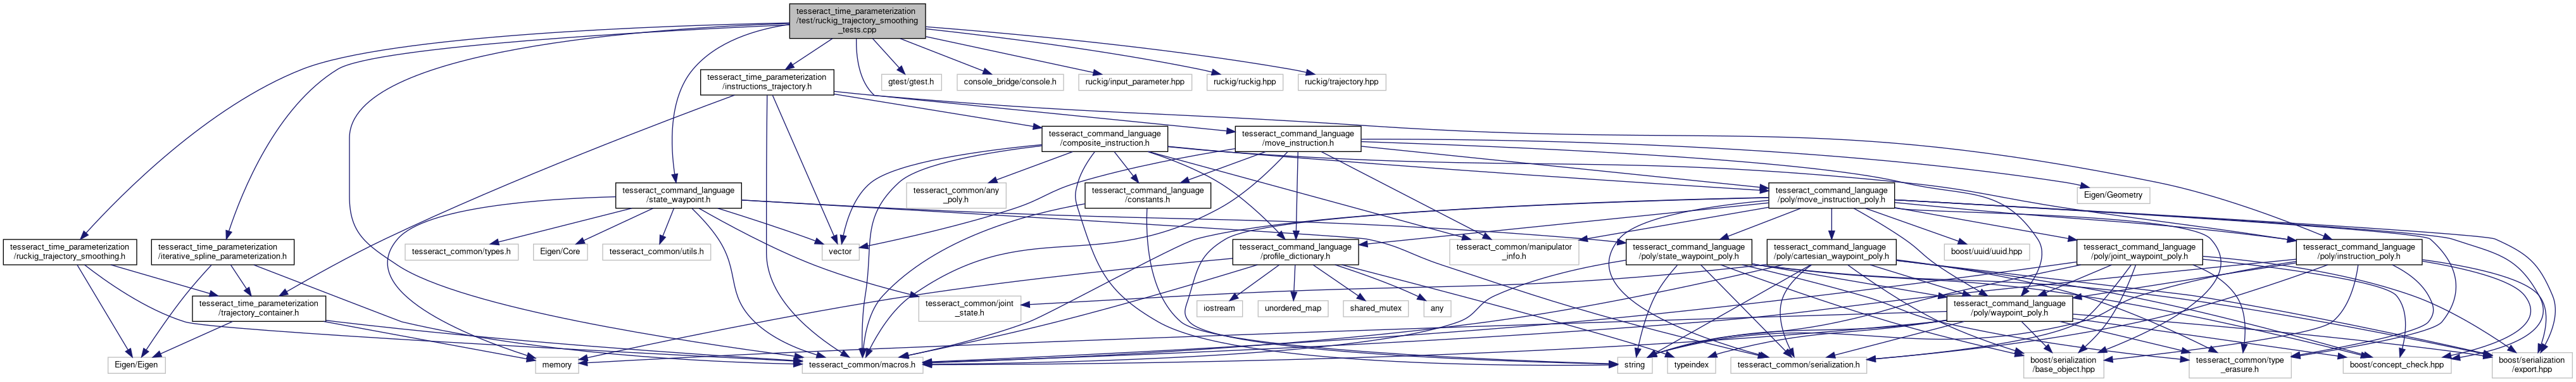 tesseract_time_parameterization
/test/ruckig_trajectory_smoothing
_tests.cpp
tesseract_time_parameterization
/instructions_trajectory.h
gtest/gtest.h
console_bridge/console.h
ruckig/input_parameter.hpp
ruckig/ruckig.hpp
ruckig/trajectory.hpp
tesseract_command_language
/composite_instruction.h
tesseract_command_language
/move_instruction.h
tesseract_command_language
/state_waypoint.h
tesseract_common/any
_poly.h
tesseract_command_language
/constants.h
tesseract_command_language
/poly/move_instruction_poly.h
Eigen/Geometry
tesseract_time_parameterization
/ruckig_trajectory_smoothing.h
tesseract_time_parameterization
/iterative_spline_parameterization.h
tesseract_common/types.h
Eigen/Core
tesseract_common/utils.h
vector
tesseract_command_language
/profile_dictionary.h
tesseract_common/manipulator
_info.h
tesseract_command_language
/poly/state_waypoint_poly.h
tesseract_command_language
/poly/cartesian_waypoint_poly.h
boost/uuid/uuid.hpp
tesseract_command_language
/poly/joint_waypoint_poly.h
tesseract_command_language
/poly/instruction_poly.h
tesseract_time_parameterization
/trajectory_container.h
tesseract_common/joint
_state.h
iostream
unordered_map
shared_mutex
any
tesseract_command_language
/poly/waypoint_poly.h
Eigen/Eigen
memory
tesseract_common/macros.h
string
typeindex
tesseract_common/serialization.h
boost/serialization
/base_object.hpp
tesseract_common/type
_erasure.h
boost/concept_check.hpp
boost/serialization
/export.hpp